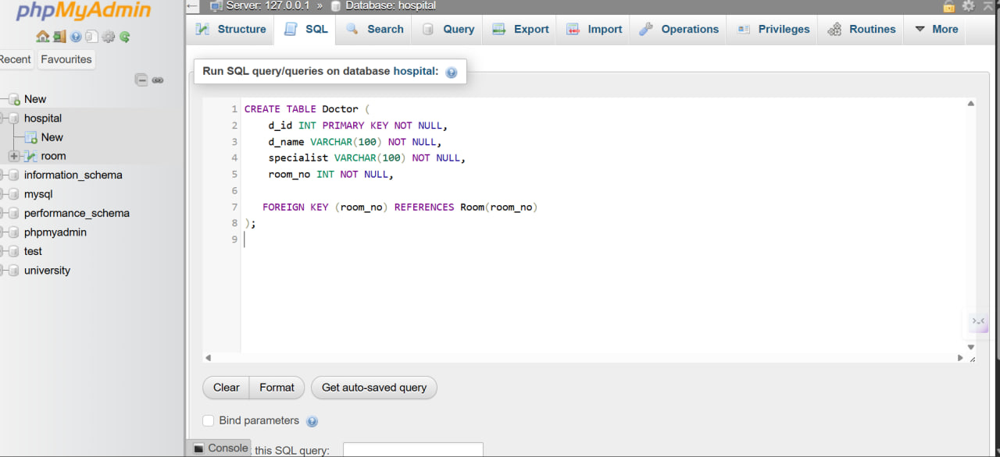 phpMyAdmin
Recent Favourites
New
hospital
New
room
information_schema
mysql
performance_schema
phpmyadmin
test
university
Server: 127.0.0.1 » Database: hospital
Structure SQL Search Query Export Import Operations Privileges Routines More
Run SQL query/queries on database hospital:
1 CREATE TABLE Doctor (
2 d_id INT PRIMARY KEY NOT NULL,
3 d_name VARCHAR(100) NOT NULL,
4 specialist VARCHAR(100) NOT NULL,
5 room_no INT NOT NULL,
6
7 FOREIGN KEY (room_no) REFERENCES Room(room_no)
8 );
9
Clear Format Get auto-saved query
Bind parameters
Console
this SQL query: